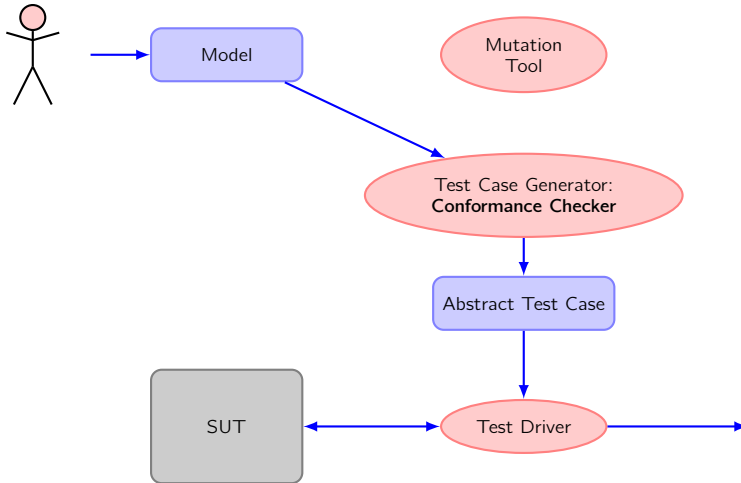 Model
Mutation
Tool
Test Case Generator:
Conformance Checker
Abstract Test Case
SUT
Test Driver